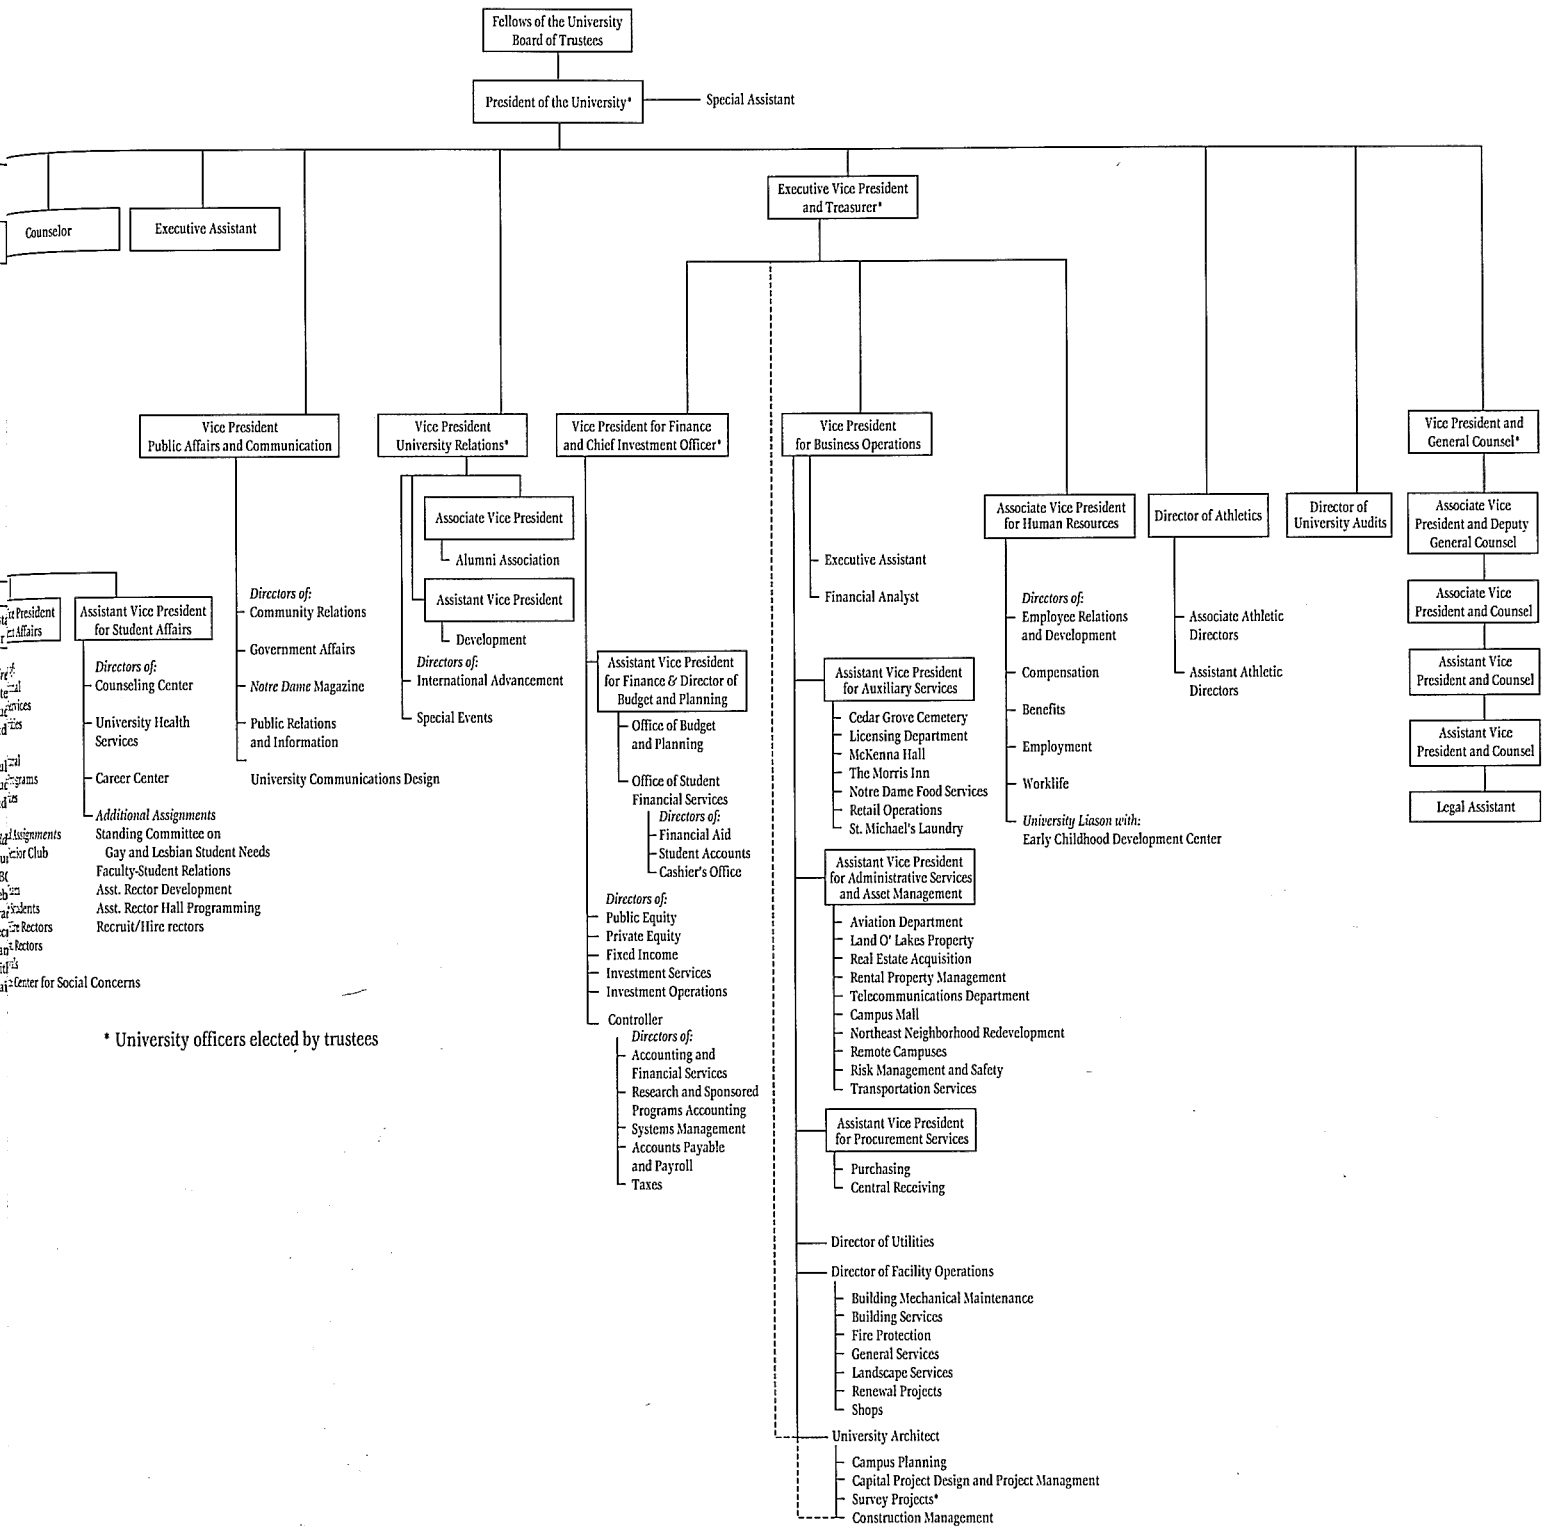 Fellows of the University
Board of Trustees
President of the University*
Special Assistant
Executive Vice President
and Treasurer*
Counselor
Executive Assistant
Vice President
Public Affairs and Communication
Directors of:
Community Relations
Government Affairs
Notre Dame Magazine
Public Relations
and Information
University Communications Design
Vice President
University Relations*
Associate Vice President
Alumni Association
Assistant Vice President
Development
Directors of:
International Advancement
Special Events
Vice President for Finance
and Chief Investment Officer*
Assistant Vice President
for Finance & Director of
Budget and Planning
Office of Budget
and Planning
Office of Student
Financial Services
Directors of:
Financial Aid
Student Accounts
Cashier's Office
Directors of:
Public Equity
Private Equity
Fixed Income
Investment Services
Investment Operations
Controller
Directors of:
Accounting and
Financial Services
Research and Sponsored
Programs Accounting
Systems Management
Accounts Payable
and Payroll
Taxes
Vice President
for Business Operations
Executive Assistant
Financial Analyst
Assistant Vice President
for Auxiliary Services
Cedar Grove Cemetery
Licensing Department
McKenna Hall
The Morris Inn
Notre Dame Food Services
Retail Operations
St. Michael's Laundry
Assistant Vice President
for Administrative Services
and Asset Management
Aviation Department
Land O' Lakes Property
Real Estate Acquisition
Rental Property Management
Telecommunications Department
Campus Mail
Northeast Neighborhood Redevelopment
Remote Campuses
Risk Management and Safety
Transportation Services
Assistant Vice President
for Procurement Services
Purchasing
Central Receiving
Director of Utilities
Director of Facility Operations
Building Mechanical Maintenance
Building Services
Fire Protection
General Services
Landscape Services
Renewal Projects
Shops
University Architect
Campus Planning
Capital Project Design and Project Managment
Survey Projects*
Construction Management
Associate Vice President
for Human Resources
Directors of:
Employee Relations
and Development
Compensation
Benefits
Employment
Worklife
University Liason with:
Early Childhood Development Center
Director of Athletics
Associate Athletic
Directors
Assistant Athletic
Directors
Director of
University Audits
Vice President and
General Counsel*
Associate Vice
President and Deputy
General Counsel
Associate Vice
President and Counsel
Assistant Vice
President and Counsel
Assistant Vice
President and Counsel
Legal Assistant
President
Affairs
Assistant Vice President
for Student Affairs
Directors of:
Counseling Center
University Health
Services
Career Center
Additional Assignments
Standing Committee on
Gay and Lesbian Student Needs
Faculty-Student Relations
Asst. Rector Development
Asst. Rector Hall Programming
Recruit/Hire rectors
Assignments
Club
Rectors
Rectors
Center for Social Concerns
* University officers elected by trustees